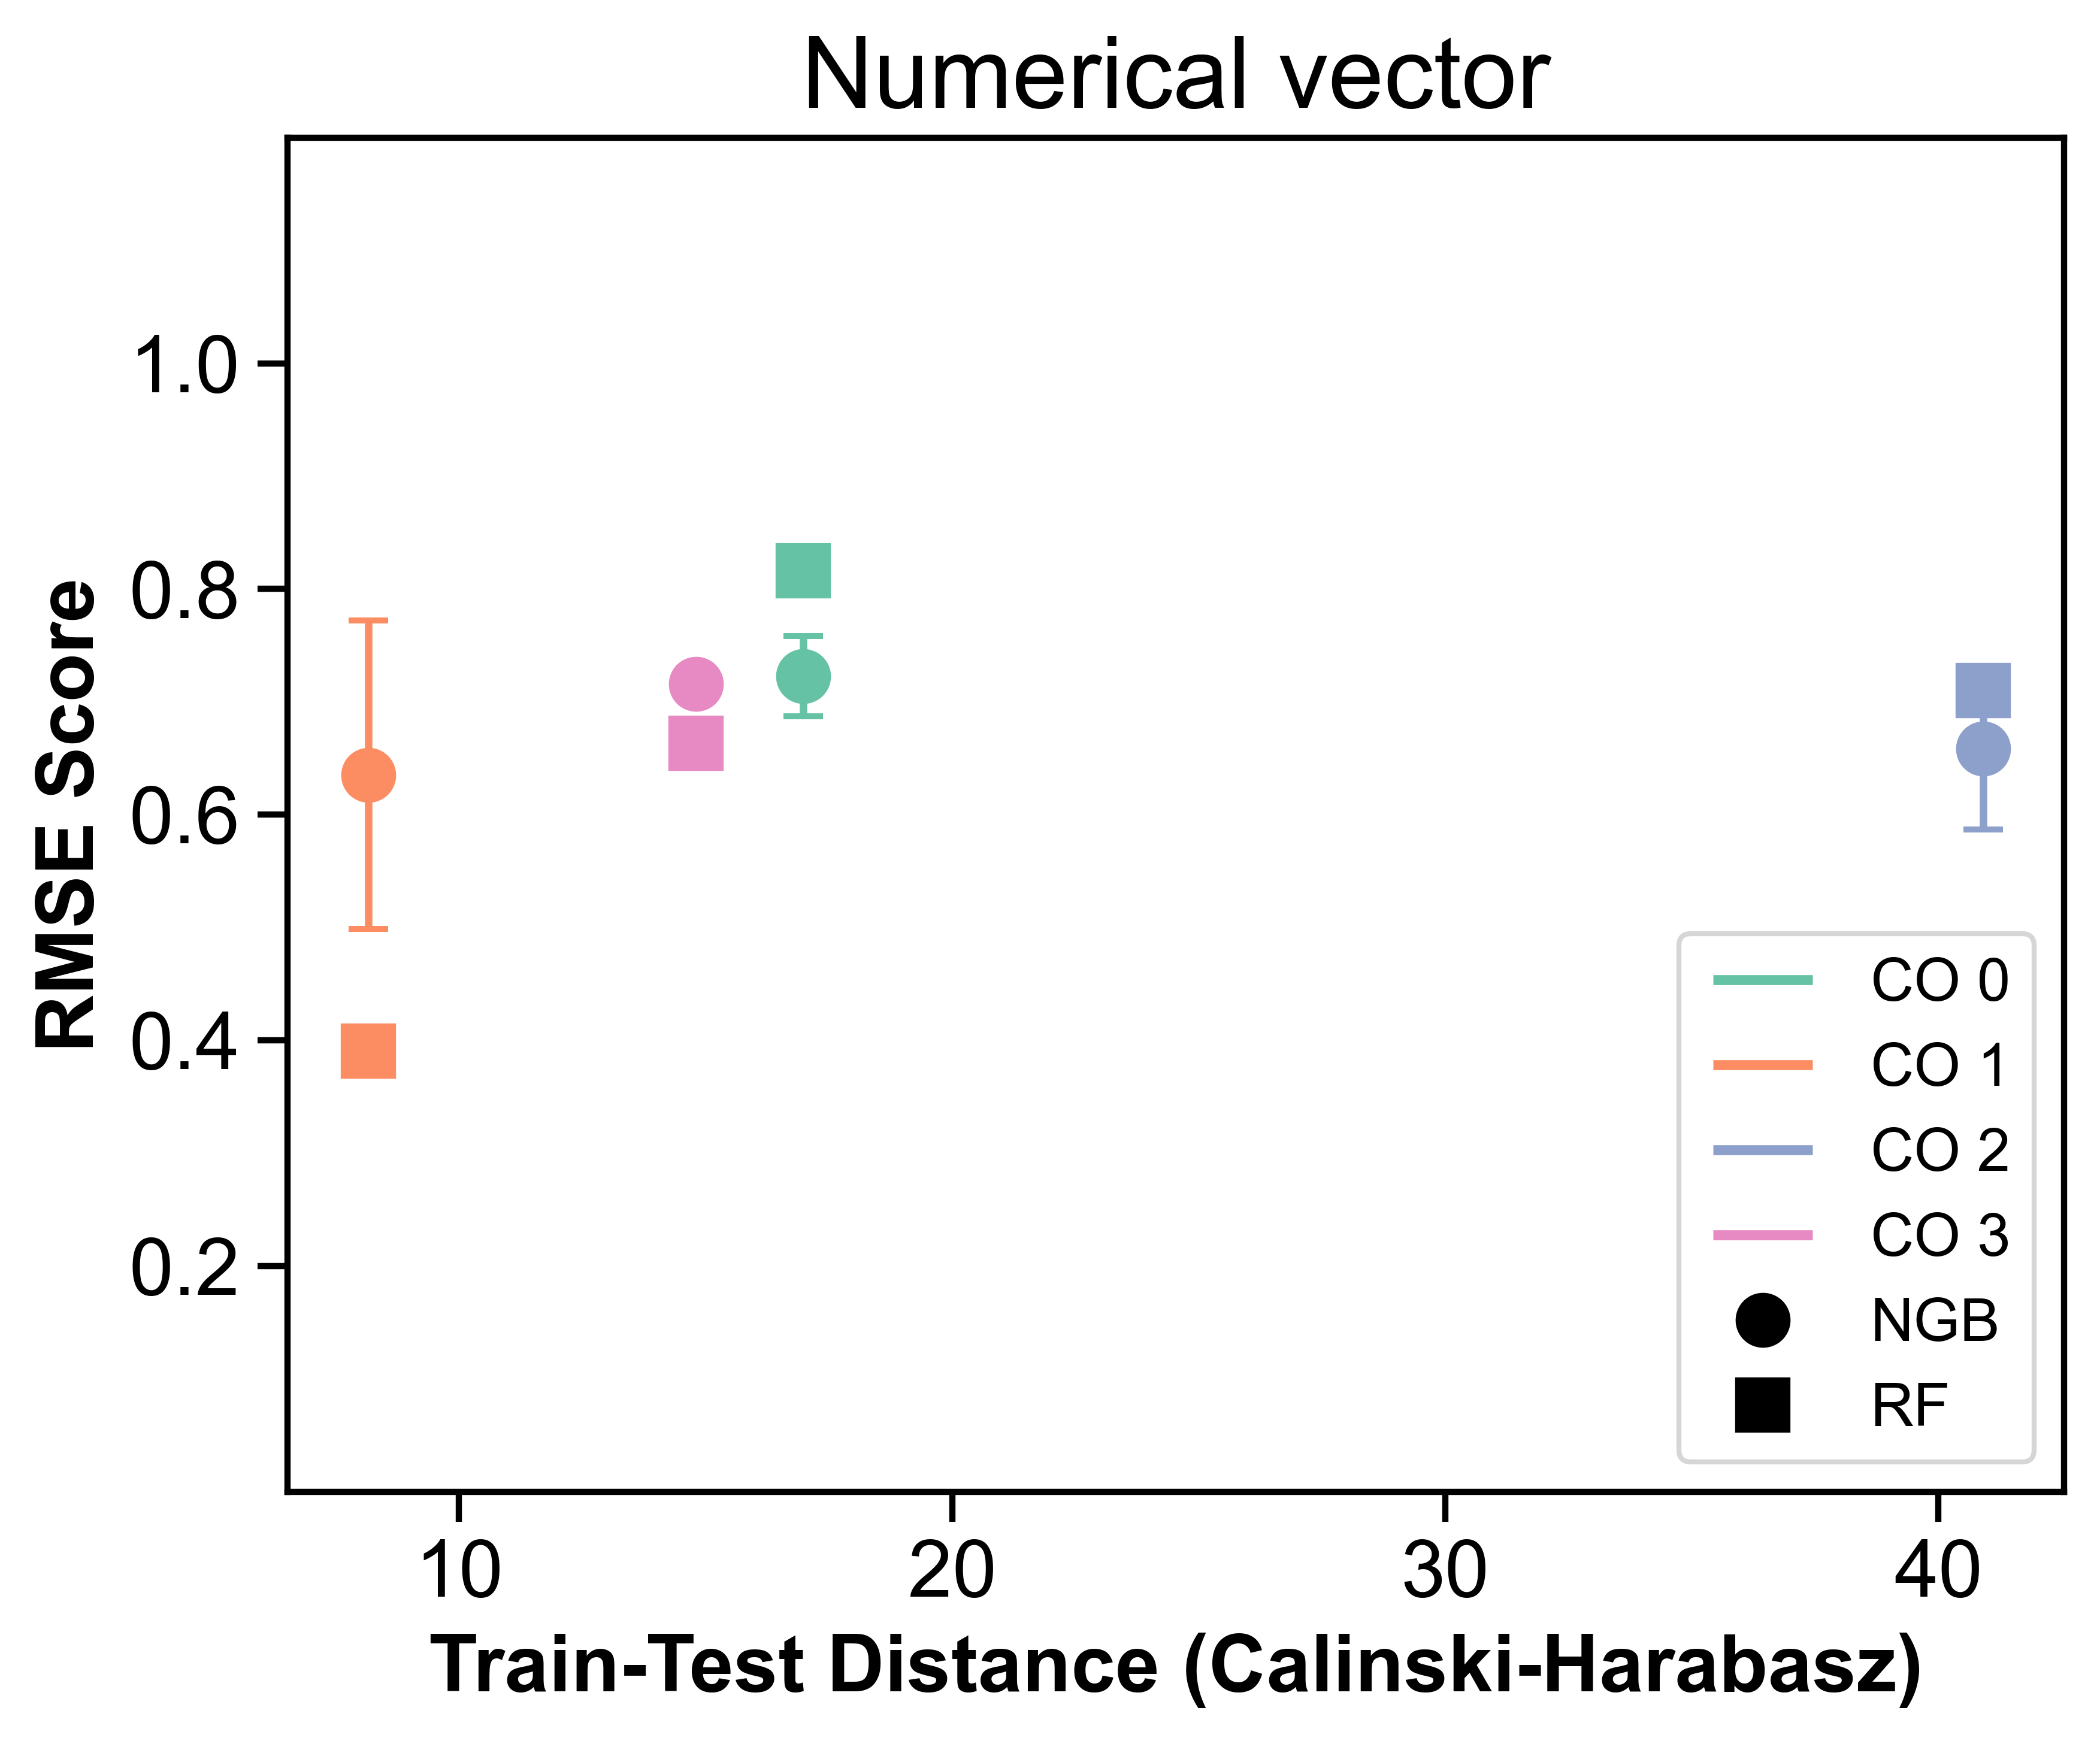 Numerical vector
RMSE Score
1.0
0.8
0.6
0.4
0.2
CO 0
CO 1
CO 2
CO 3
NGB
RF
10 20 30 40
Train-Test Distance (Calinski-Harabasz)